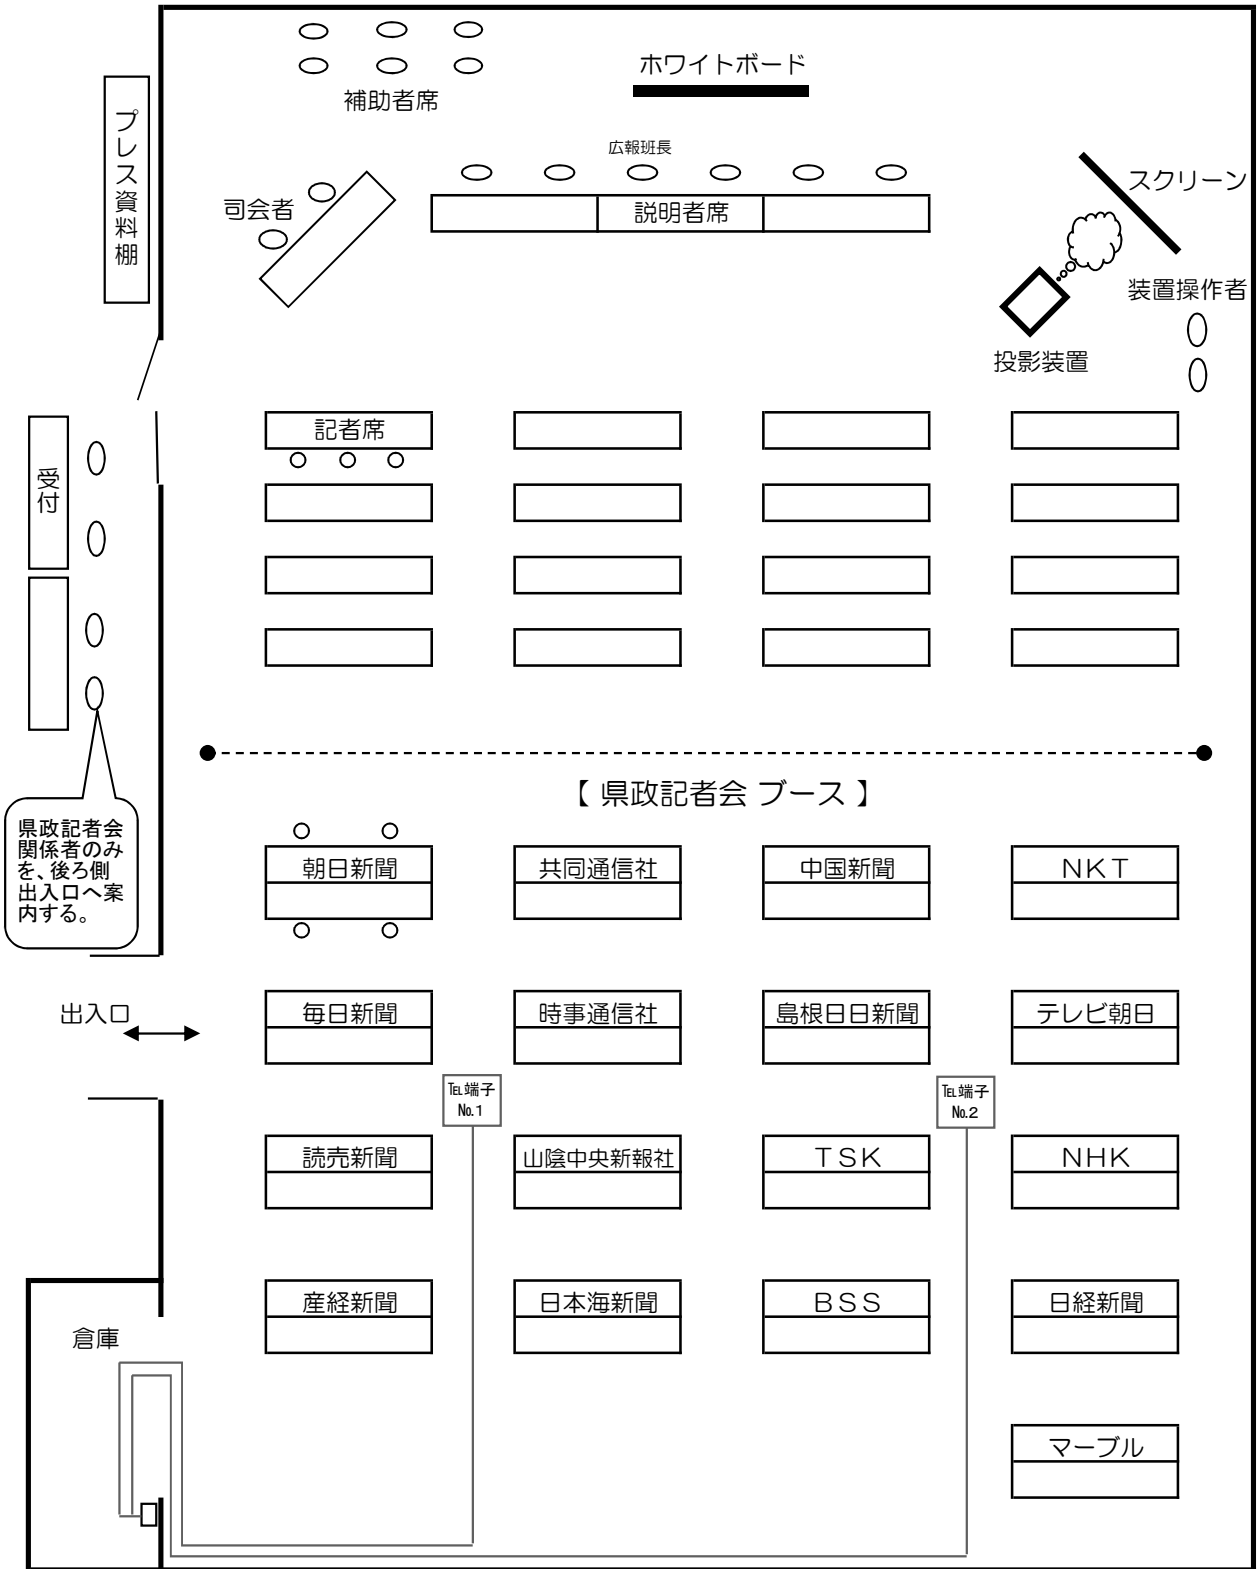 ホワイトボード
補助者席
プレス資料棚
広報班長
スクリーン
司会者
説明者席
装置操作者
投影装置
記者席
受付
【 県政記者会 ブース 】
県政記者会
関係者のみ
を、後ろ側
出入口へ案
内する。
朝日新聞
共同通信社
中国新聞
NKT
出入口
毎日新聞
時事通信社
島根日日新聞
テレビ朝日
℡端子
№1
℡端子
№2
読売新聞
山陰中央新報社
TSK
NHK
産経新聞
日本海新聞
BSS
日経新聞
倉庫
マーブル